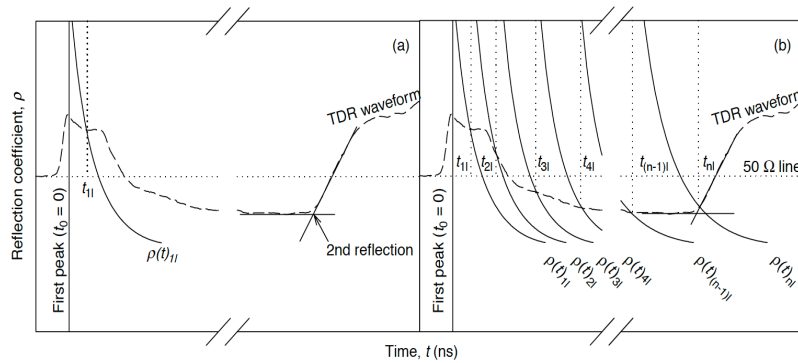 (a)
(b)
Reflection coefficient, ρ
First peak (t₀ = 0)
t₁ₗ
ρ(t)₁ₗ
TDR waveform
2nd reflection
First peak (t₀ = 0)
t₁ₗ
t₂ₗ
t₃ₗ
t₄ₗ
t₍ₙ₋₁₎ₗ
tₙₗ
TDR waveform
50 Ω line
ρ(t)₁ₗ
ρ(t)₂ₗ
ρ(t)₃ₗ
ρ(t)₄ₗ
ρ(t)₍ₙ₋₁₎ₗ
ρ(t)ₙₗ
Time, t (ns)